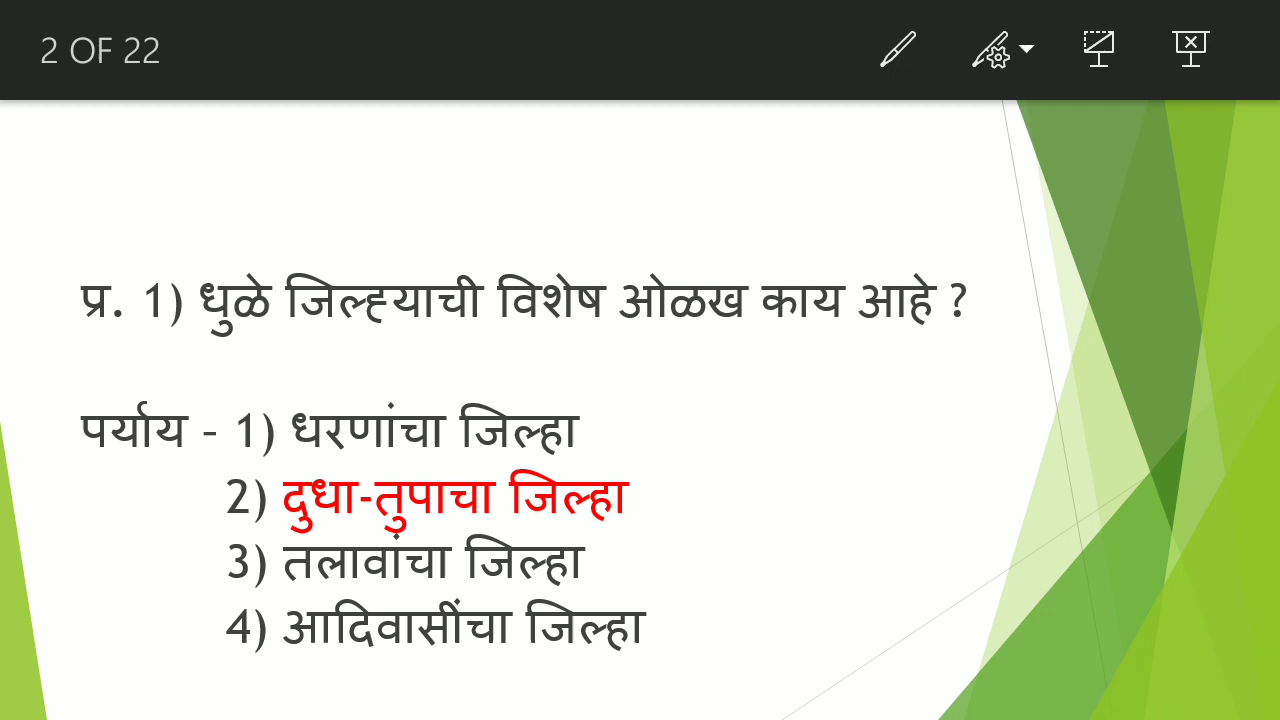 2 OF 22
प्र. 1) धुळे जिल्ह्याची विशेष ओळख काय आहे ?
पर्याय – 1) धरणांचा जिल्हा
2) दुधा-तुपाचा जिल्हा
3) तलावांचा जिल्हा
4) आदिवासींचा जिल्हा